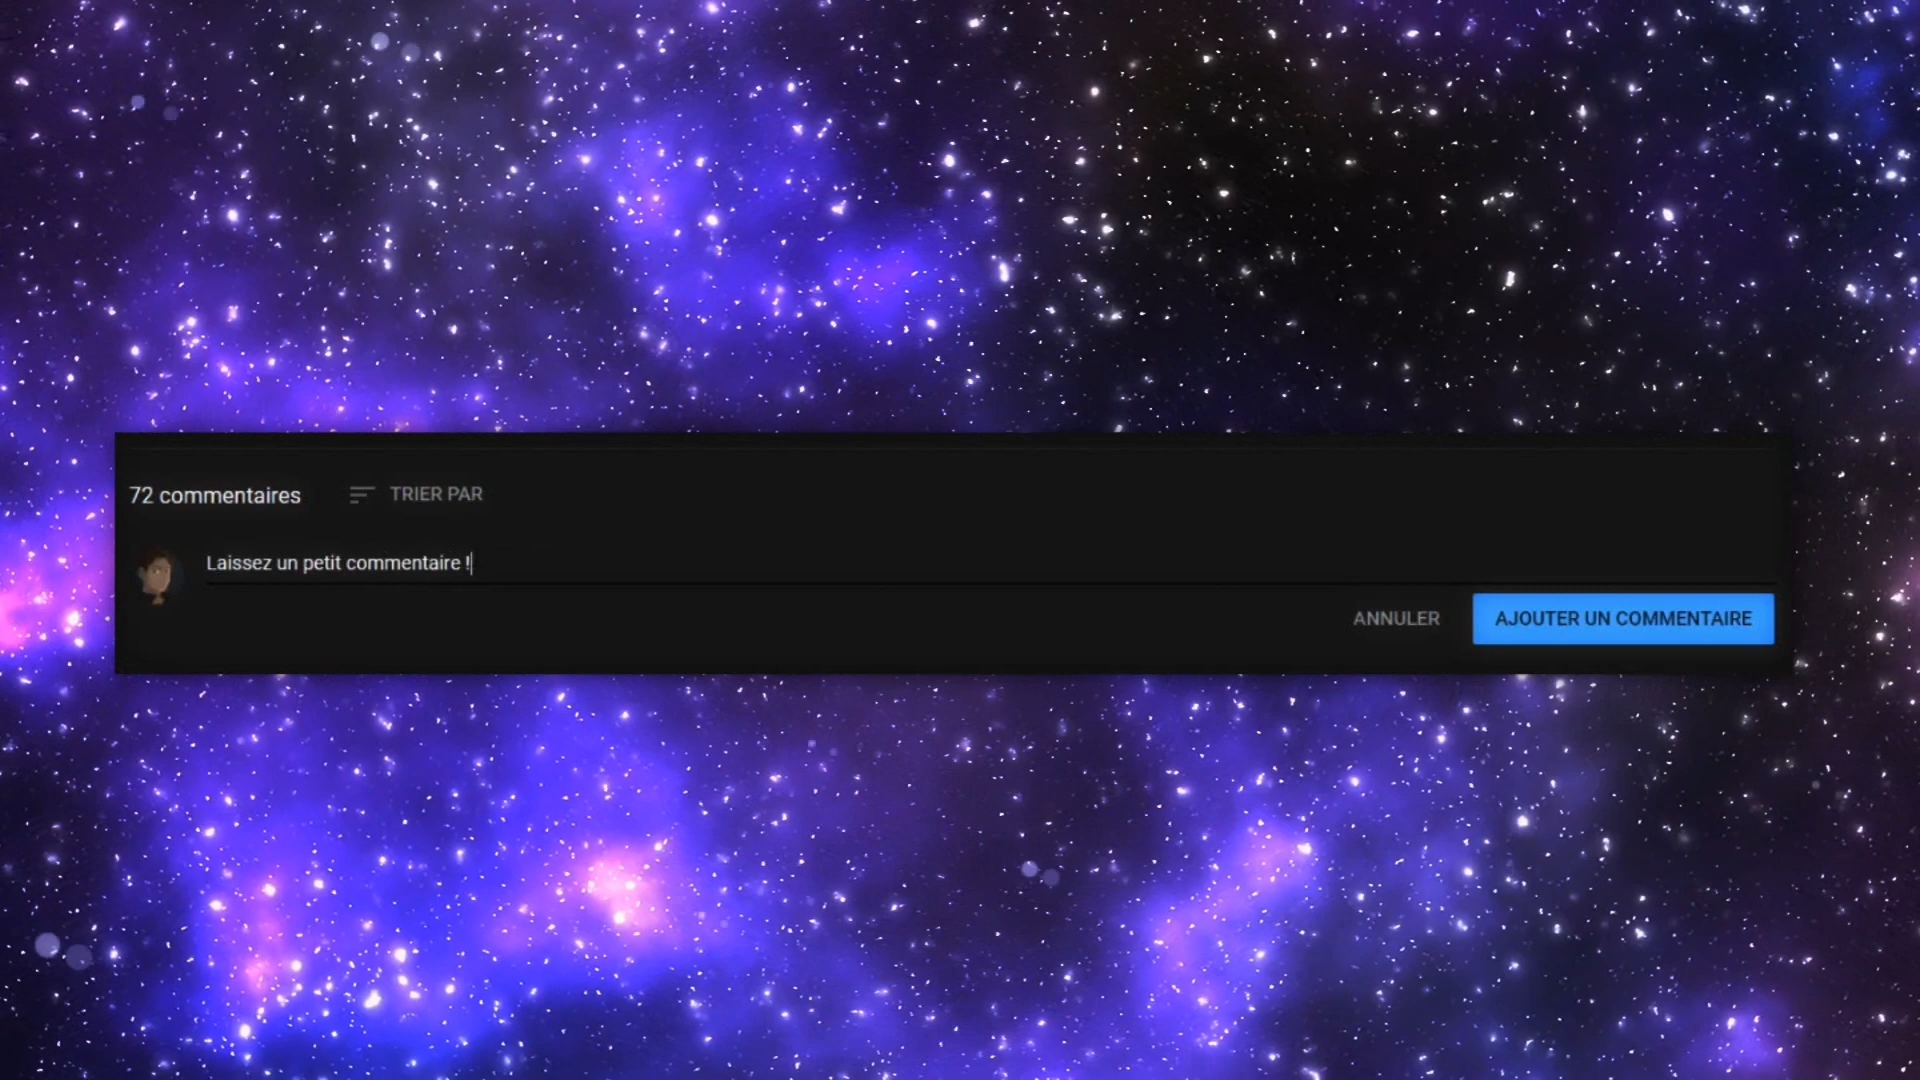 72 commentaires TRIER PAR
Laissez un petit commentaire !
ANNULER AJOUTER UN COMMENTAIRE